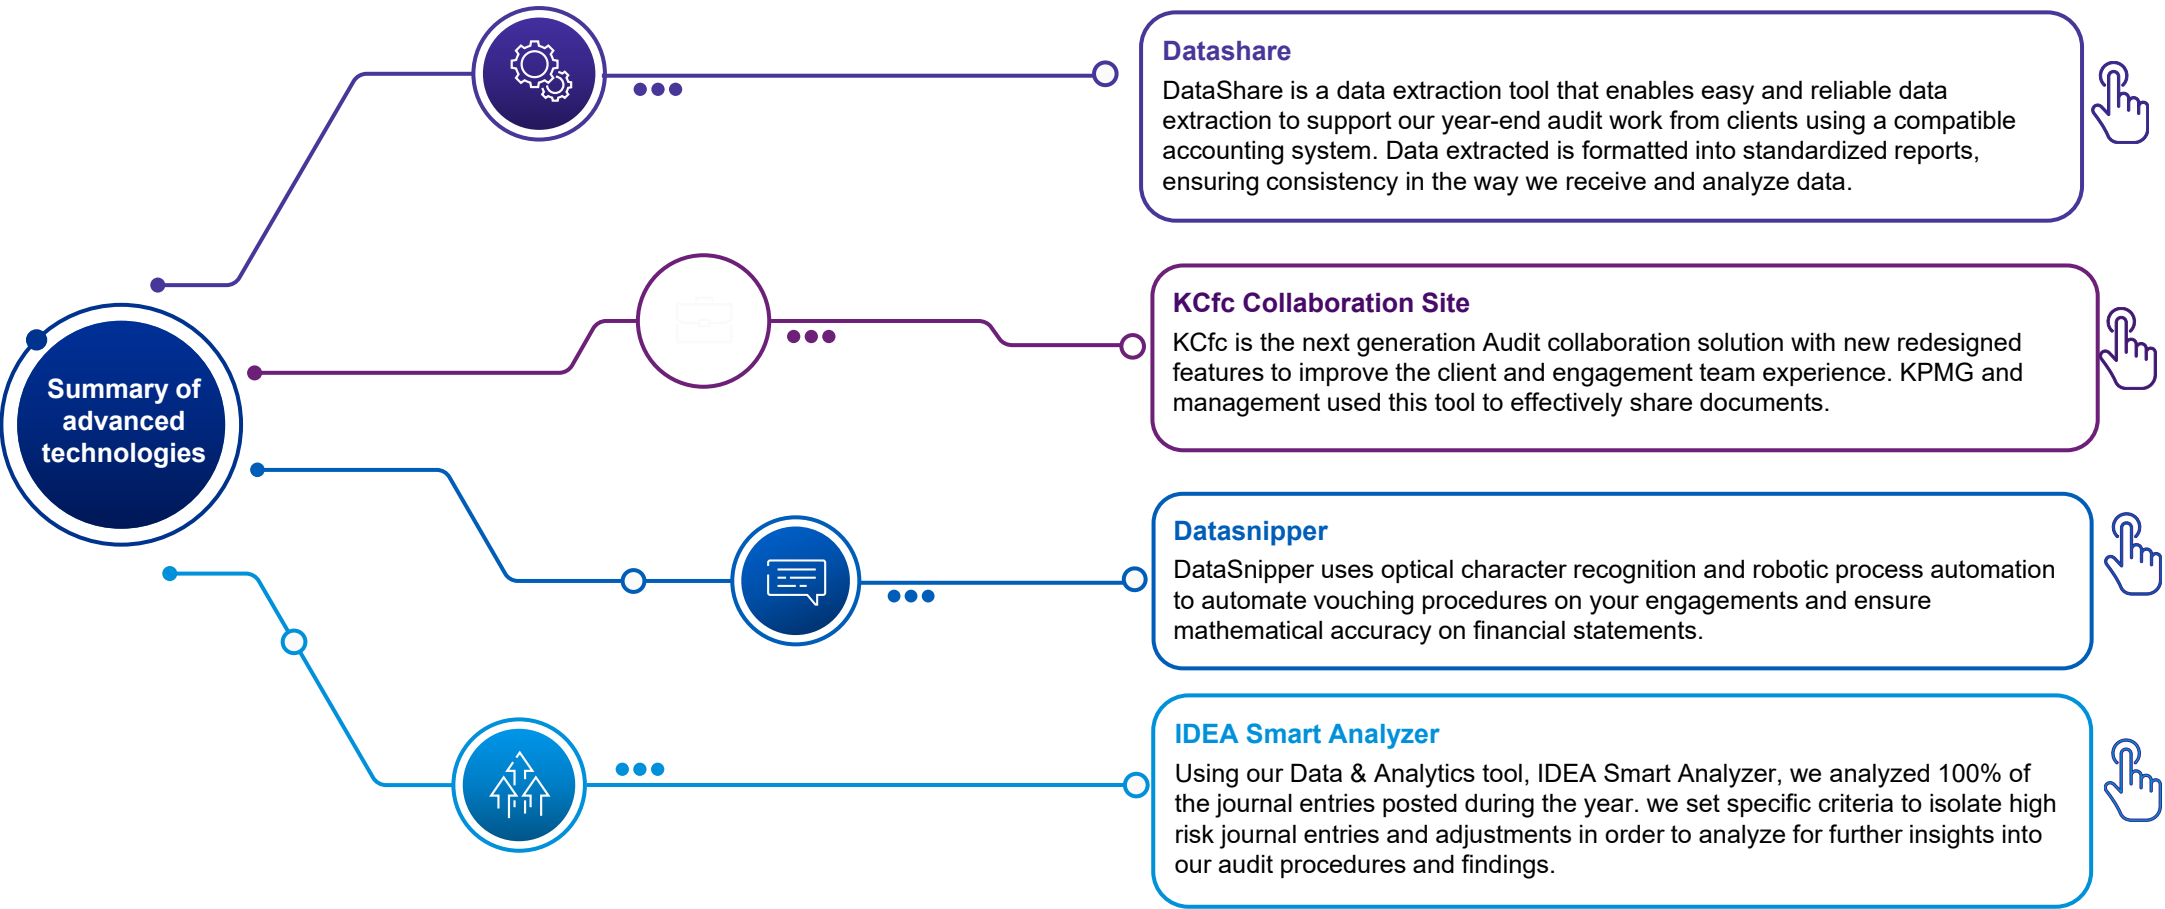 Datashare
DataShare is a data extraction tool that enables easy and reliable data
extraction to support our year-end audit work from clients using a compatible
accounting system. Data extracted is formatted into standardized reports,
ensuring consistency in the way we receive and analyze data.
KCfc Collaboration Site
KCfc is the next generation Audit collaboration solution with new redesigned
features to improve the client and engagement team experience. KPMG and
management used this tool to effectively share documents.
Summary of
advanced
technologies
Datasnipper
DataSnipper uses optical character recognition and robotic process automation
to automate vouching procedures on your engagements and ensure
mathematical accuracy on financial statements.
IDEA Smart Analyzer
Using our Data & Analytics tool, IDEA Smart Analyzer, we analyzed 100% of
the journal entries posted during the year. we set specific criteria to isolate high
risk journal entries and adjustments in order to analyze for further insights into
our audit procedures and findings.